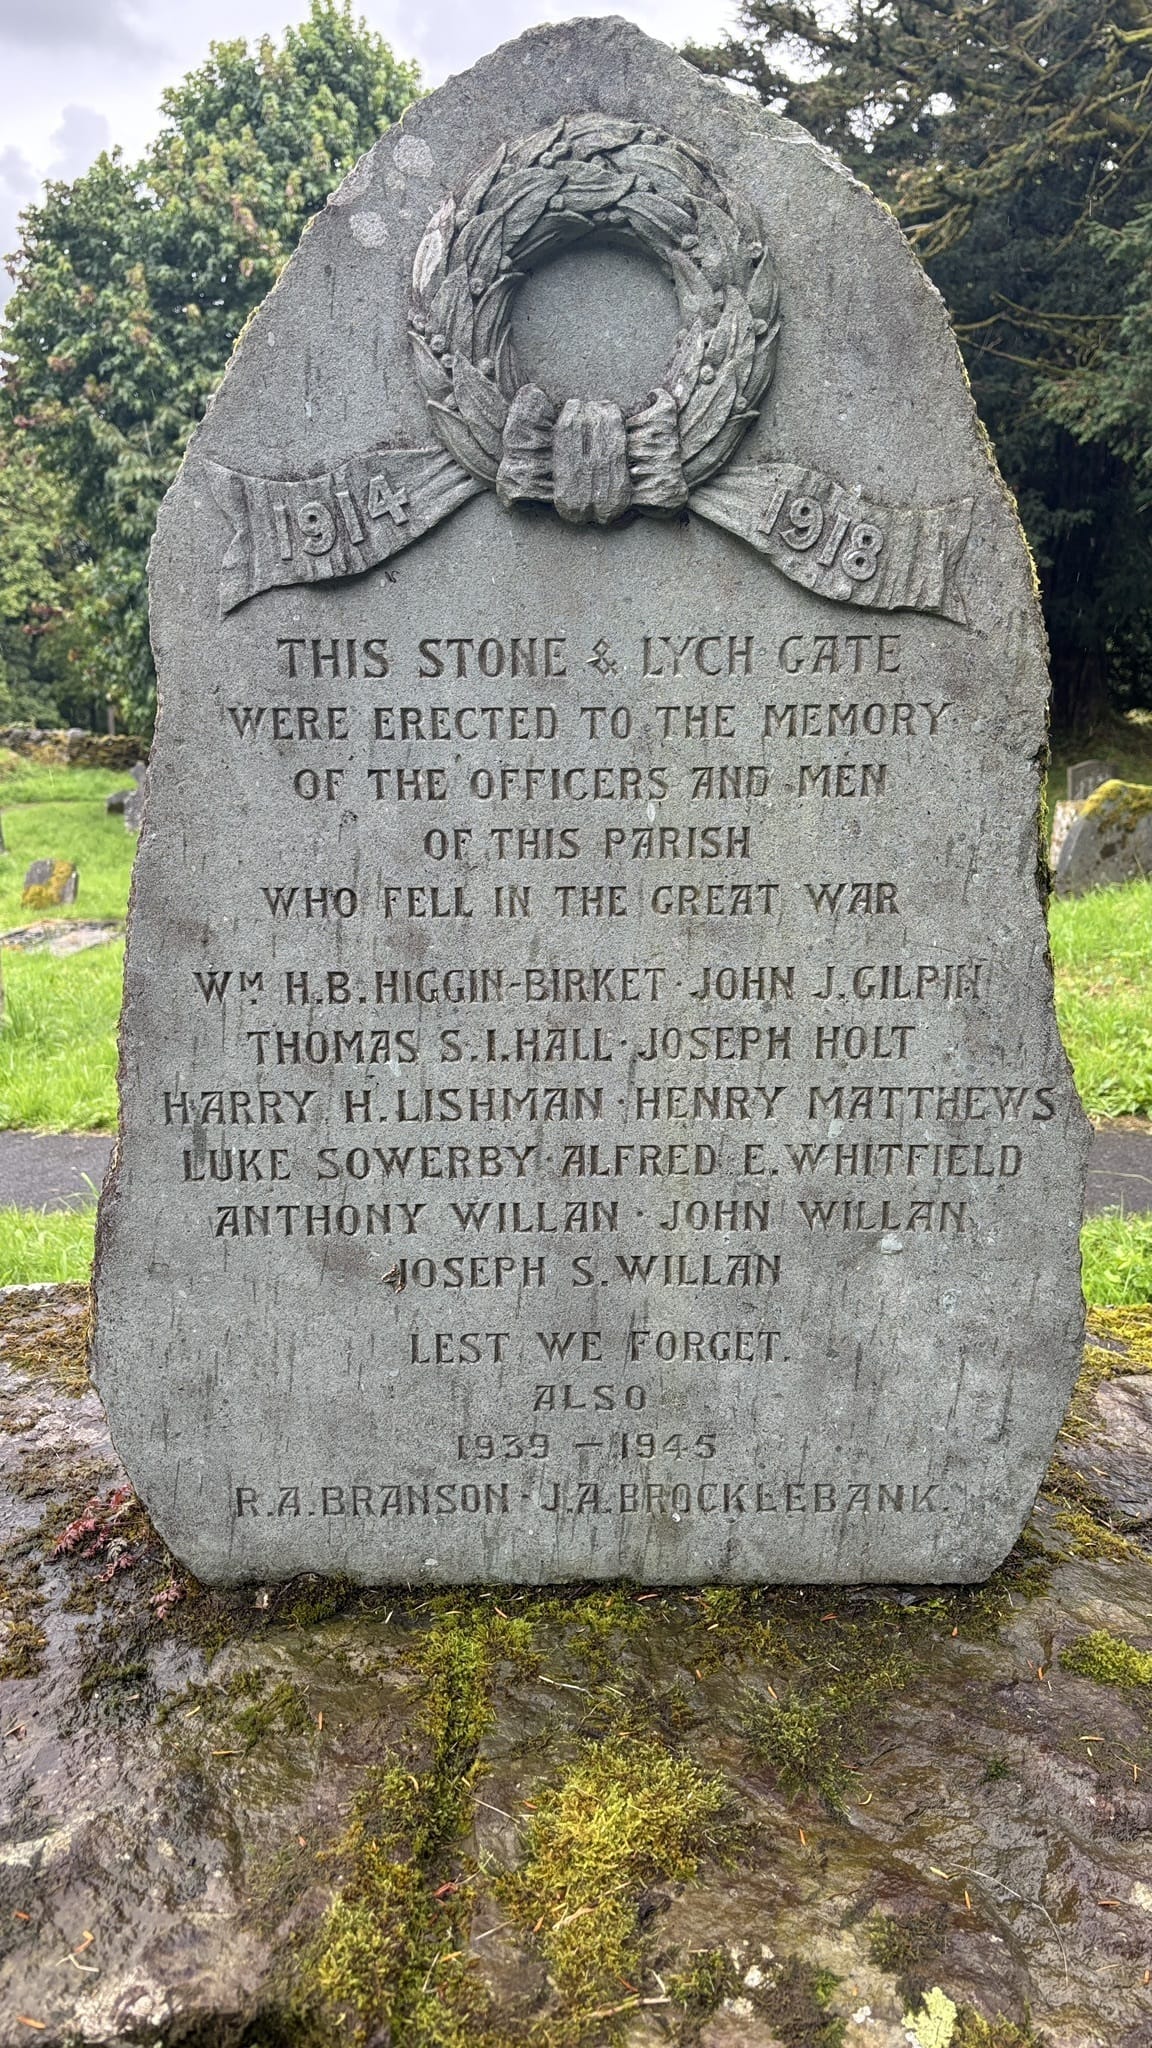 1914 1918
THIS STONE & LYCH GATE
WERE ERECTED TO THE MEMORY
OF THE OFFICERS AND MEN
OF THIS PARISH
WHO FELL IN THE GREAT WAR
Wᴹ H.B.HIGGIN-BIRKET · JOHN J.GILPIN
THOMAS S.I.HALL · JOSEPH HOLT
HARRY H.LISHMAN · HENRY MATTHEWS
LUKE SOWERBY · ALFRED E.WHITFIELD
ANTHONY WILLAN · JOHN WILLAN
JOSEPH S.WILLAN
LEST WE FORGET.
ALSO
1939 – 1945
R.A.BRANSON · J.A.BROCKLEBANK.